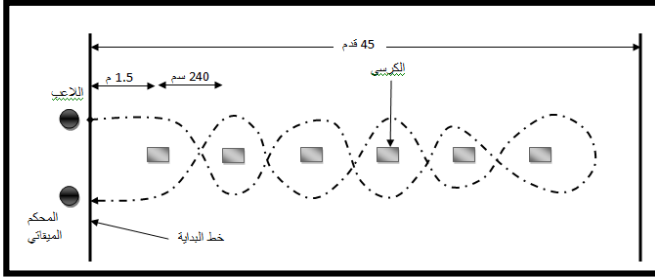 45 قدم
1.5 م
240 سم
الكرسي
اللاعب
المحكم
الميقاتي
خط البداية